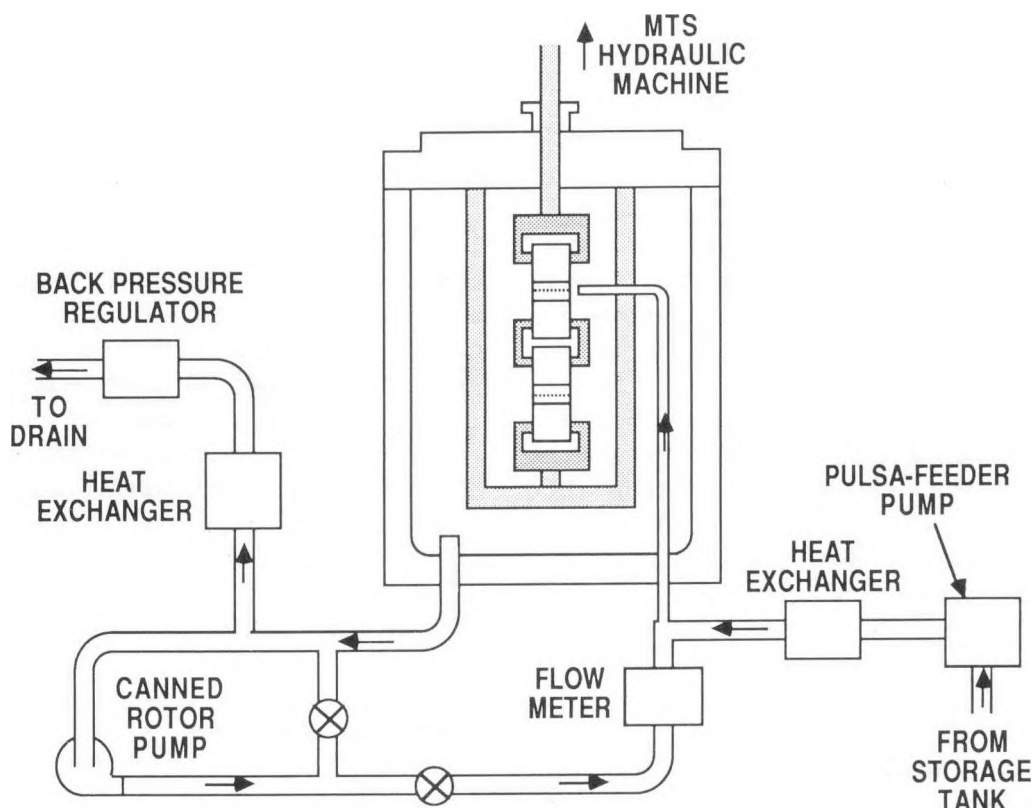 MTS
HYDRAULIC
MACHINE
BACK PRESSURE
REGULATOR
TO
DRAIN
HEAT
EXCHANGER
PULSA-FEEDER
PUMP
HEAT
EXCHANGER
CANNED
ROTOR
PUMP
FLOW
METER
FROM
STORAGE
TANK